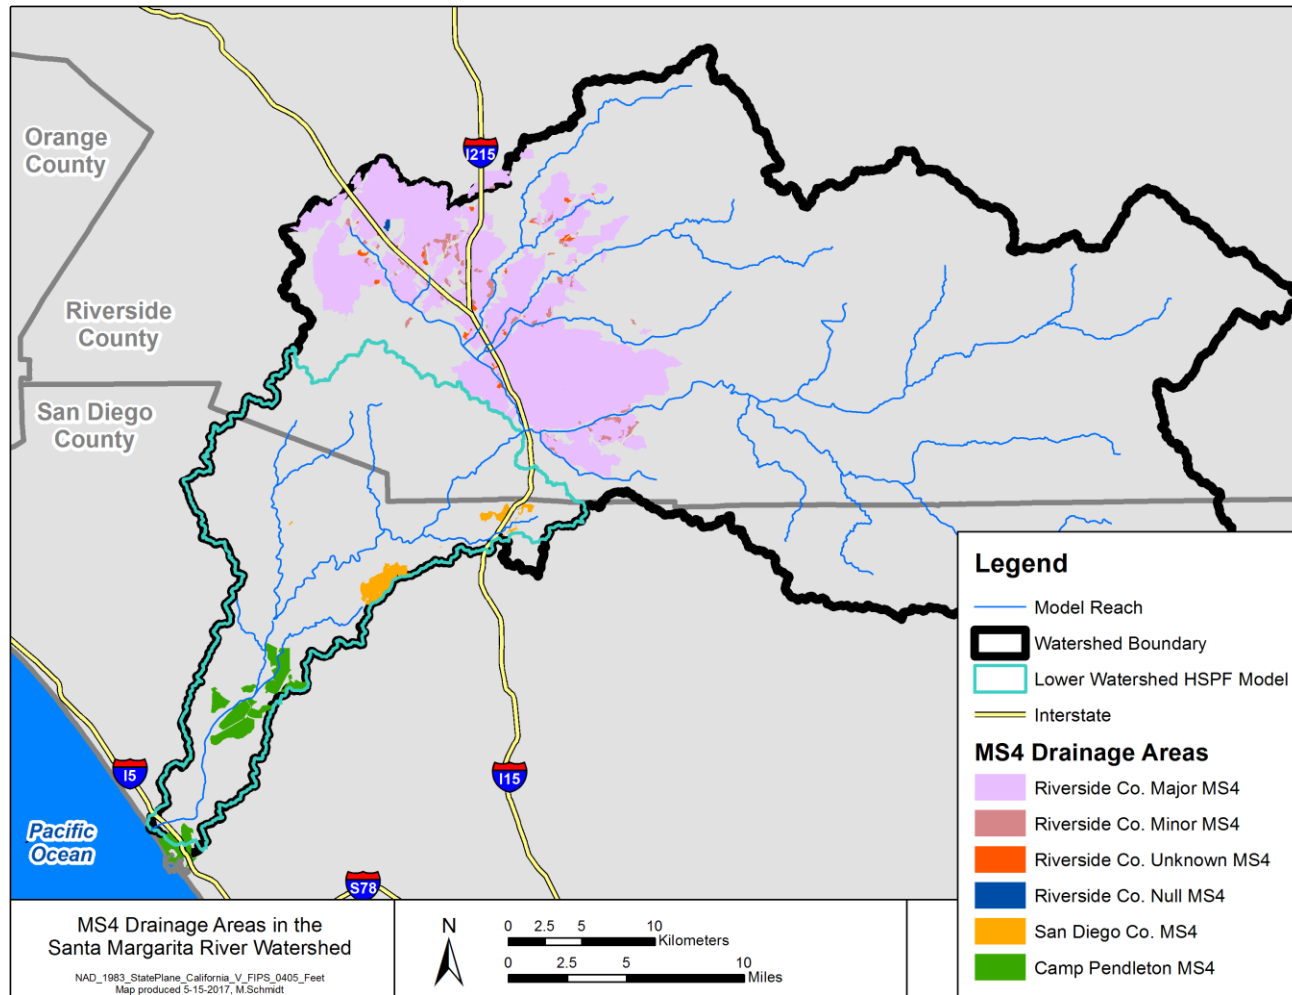 Orange
County
I215
Riverside
County
San Diego
County
I5
I15
Pacific
Ocean
S78
Legend
Model Reach
Watershed Boundary
Lower Watershed HSPF Model
Interstate
MS4 Drainage Areas
Riverside Co. Major MS4
Riverside Co. Minor MS4
Riverside Co. Unknown MS4
Riverside Co. Null MS4
San Diego Co. MS4
Camp Pendleton MS4
MS4 Drainage Areas in the
Santa Margarita River Watershed
NAD_1983_StatePlane_California_V_FIPS_0405_Feet
Map produced 5-15-2017, M.Schmidt
N
0 2.5 5 10
Kilometers
0 2.5 5 10
Miles